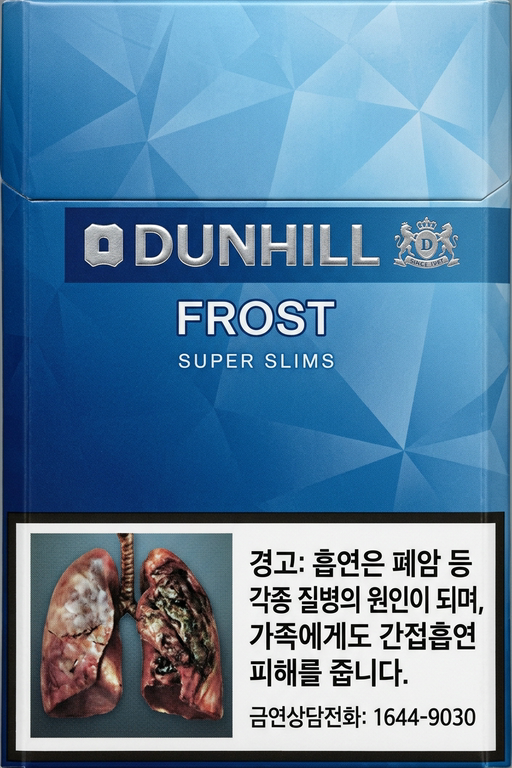 DUNHILL
D
SINCE 1907
FROST
SUPER SLIMS
경고: 흡연은 폐암 등
각종 질병의 원인이 되며,
가족에게도 간접흡연
피해를 줍니다.
금연상담전화: 1644-9030